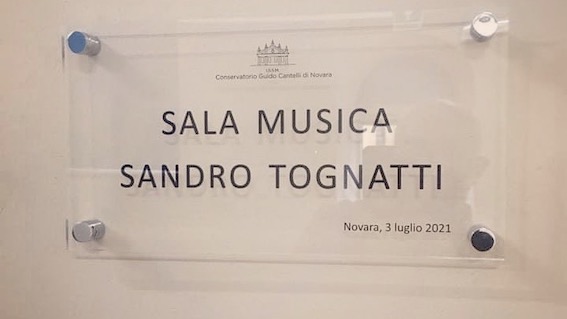 ISSM
Conservatorio Guido Cantelli di Novara
SALA MUSICA
SANDRO TOGNATTI
Novara, 3 luglio 2021